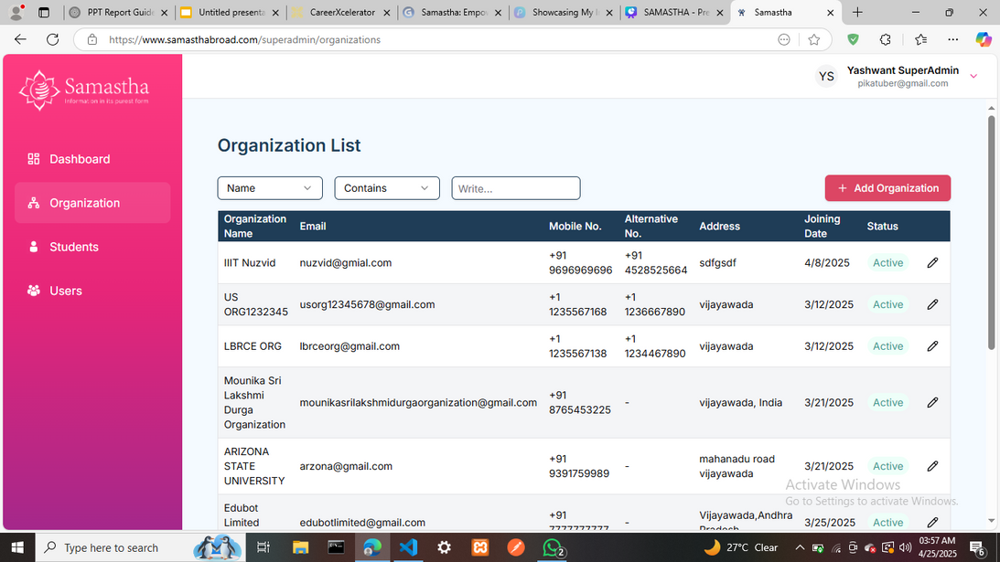 PPT Report Guide
Untitled presenta
CareerXcelerator
Samastha: Empow
Showcasing My I
SAMASTHA - Pre
Samastha
https://www.samasthabroad.com/superadmin/organizations
Samastha
Information in its purest form
YS
Yashwant SuperAdmin
pikatuber@gmail.com
Dashboard
Organization
Students
Users
Organization List
Name
Contains
Write...
+ Add Organization
Organization Name Email Mobile No. Alternative No. Address Joining Date Status
IIIT Nuzvid nuzvid@gmial.com +91 9696969696 +91 4528525664 sdfgsdf 4/8/2025 Active
US ORG1232345 usorg12345678@gmail.com +1 1235567168 +1 1236667890 vijayawada 3/12/2025 Active
LBRCE ORG lbrceorg@gmail.com +1 1235567138 +1 1234467890 vijayawada 3/12/2025 Active
Mounika Sri Lakshmi Durga Organization mounikasrilakshmidurgaorganization@gmail.com +91 8765453225 - vijayawada, India 3/21/2025 Active
ARIZONA STATE UNIVERSITY arzona@gmail.com +91 9391759989 - mahanadu road vijayawada 3/21/2025 Active
Edubot Limited edubotlimited@gmail.com +91 7777777777 - Vijayawada,Andhra Pradesh 3/25/2025 Active
Activate Windows
Go to Settings to activate Windows.
Type here to search
2
27°C Clear
03:57 AM
4/25/2025
6